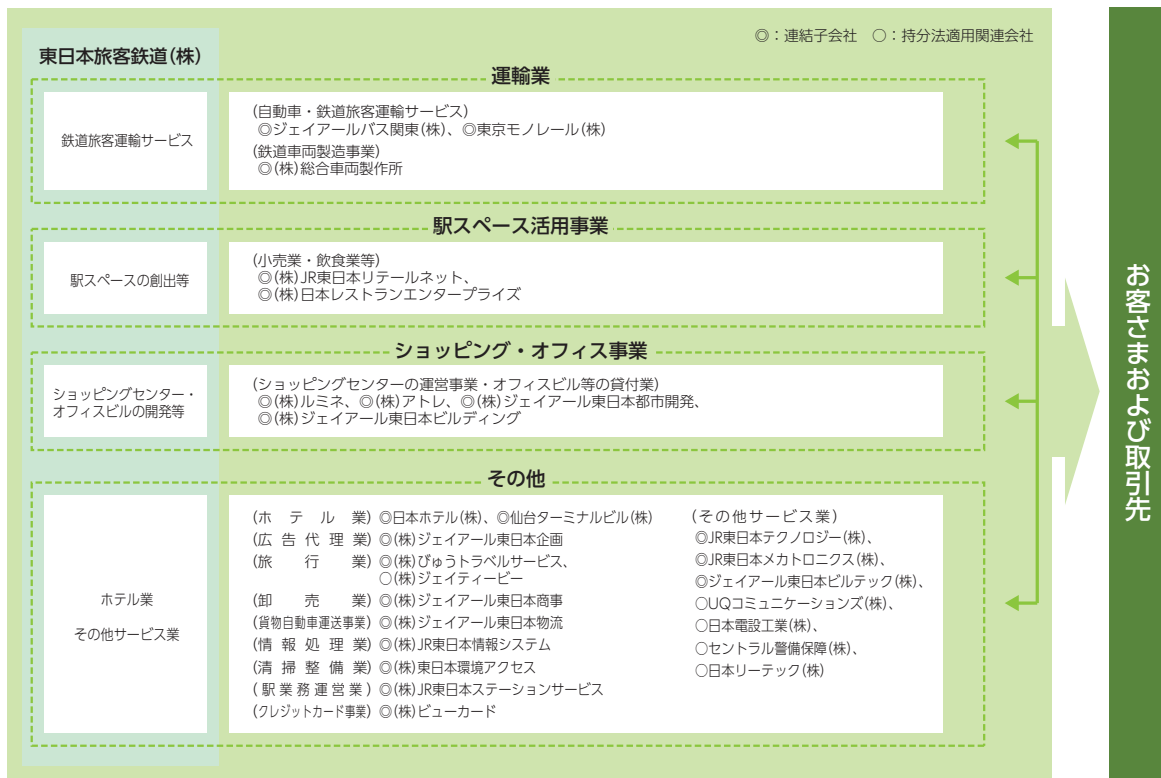 ◎：連結子会社　○：持分法適用関連会社
東日本旅客鉄道(株)
運輸業
鉄道旅客運輸サービス
(自動車・鉄道旅客運輸サービス)
◎ジェイアールバス関東(株)、◎東京モノレール(株)
(鉄道車両製造事業)
◎(株)総合車両製作所
駅スペース活用事業
駅スペースの創出等
(小売業・飲食業等)
◎(株)JR東日本リテールネット、
◎(株)日本レストランエンタープライズ
ショッピング・オフィス事業
ショッピングセンター・
オフィスビルの開発等
(ショッピングセンターの運営事業・オフィスビル等の貸付業)
◎(株)ルミネ、◎(株)アトレ、◎(株)ジェイアール東日本都市開発、
◎(株)ジェイアール東日本ビルディング
その他
ホテル業
その他サービス業
(ホテル業)◎日本ホテル(株)、◎仙台ターミナルビル(株)
(広告代理業)◎(株)ジェイアール東日本企画
(旅行業)◎(株)びゅうトラベルサービス、
○(株)ジェイティービー
(卸売業)◎(株)ジェイアール東日本商事
(貨物自動車運送事業)◎(株)ジェイアール東日本物流
(情報処理業)◎(株)JR東日本情報システム
(清掃整備業)◎(株)東日本環境アクセス
(駅業務運営業)◎(株)JR東日本ステーションサービス
(クレジットカード事業)◎(株)ビューカード
(その他サービス業)
◎JR東日本テクノロジー(株)、
◎JR東日本メカトロニクス(株)、
◎ジェイアール東日本ビルテック(株)、
○UQコミュニケーションズ(株)、
○日本電設工業(株)、
○セントラル警備保障(株)、
○日本リーテック(株)
お客さまおよび取引先